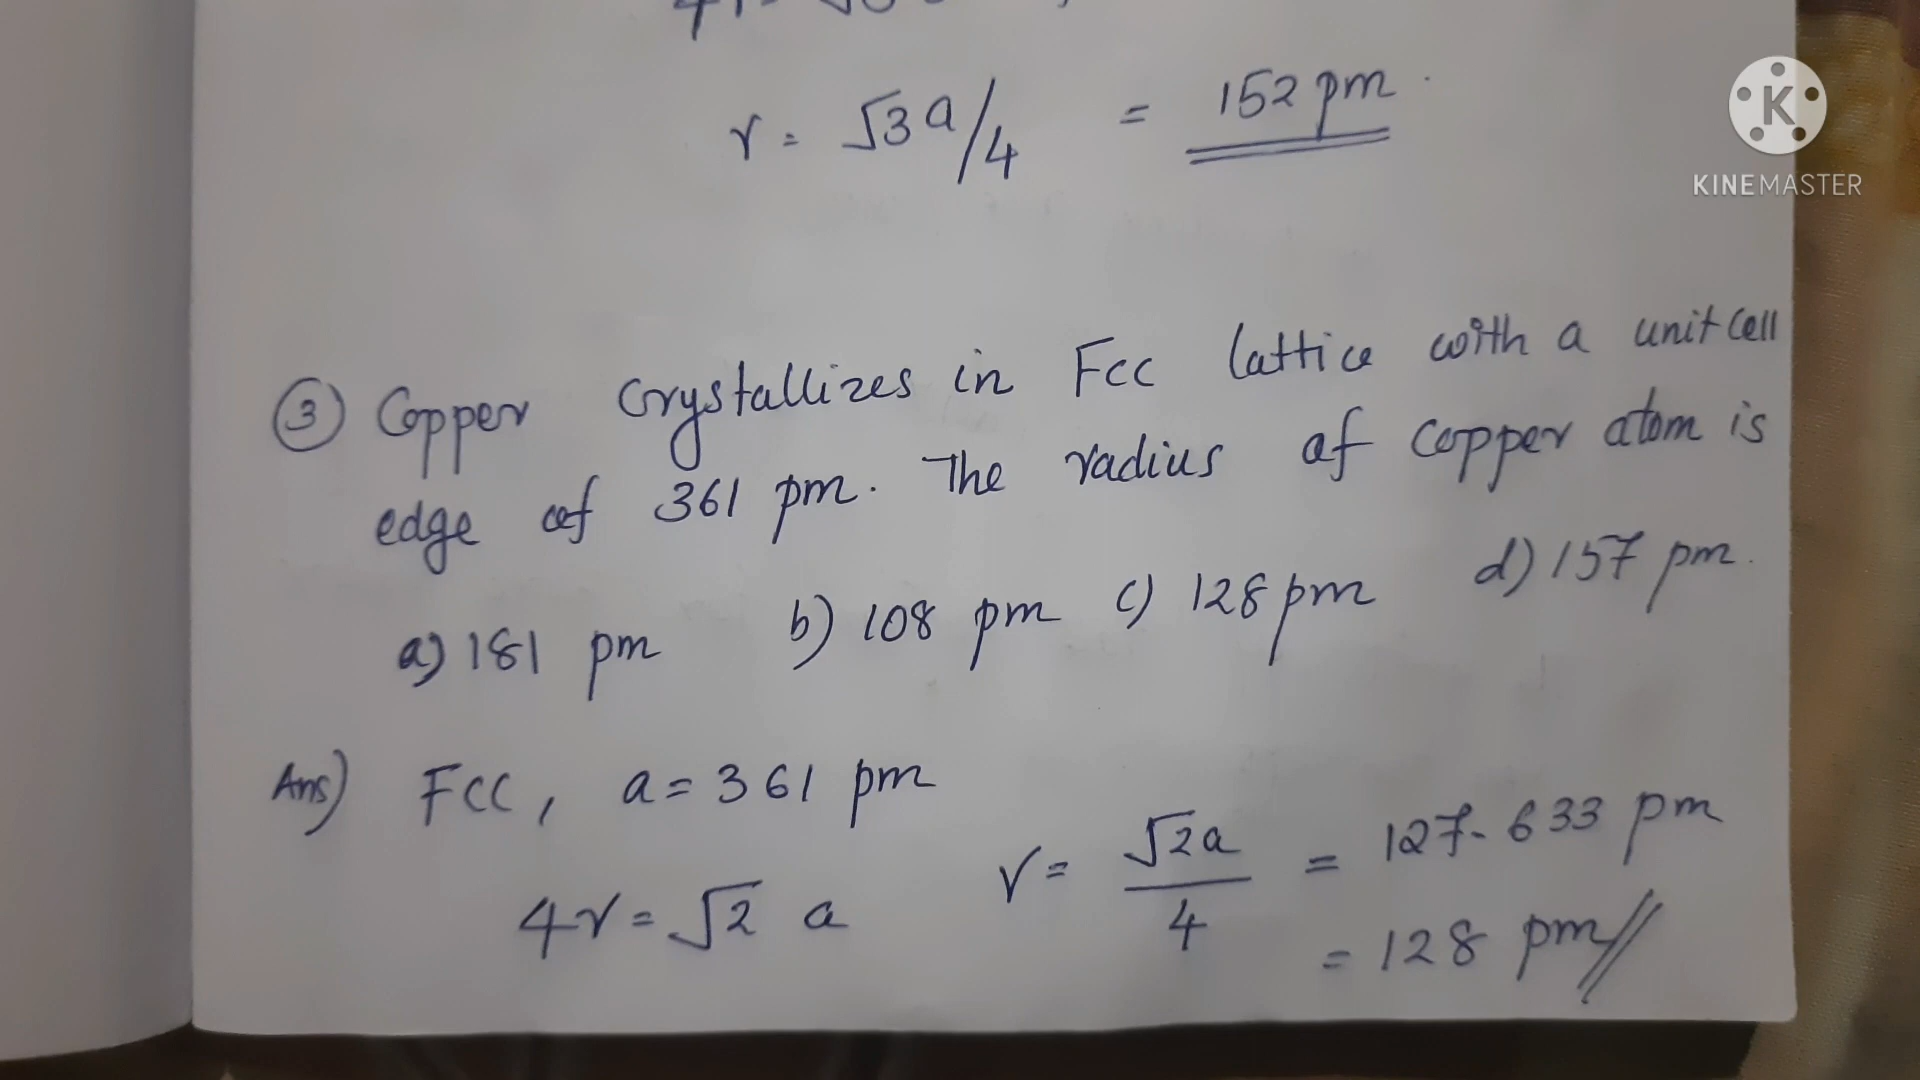 r = √3 a/4 = 152 pm.
K
KINEMASTER
③ Copper crystallizes in Fcc lattice with a unit cell
edge of 361 pm. The radius of copper atom is
a) 181 pm b) 108 pm c) 128 pm d) 157 pm.
Ans) FCC, a = 361 pm
4r = √2 a r = √2a/4 = 127.633 pm
= 128 pm//